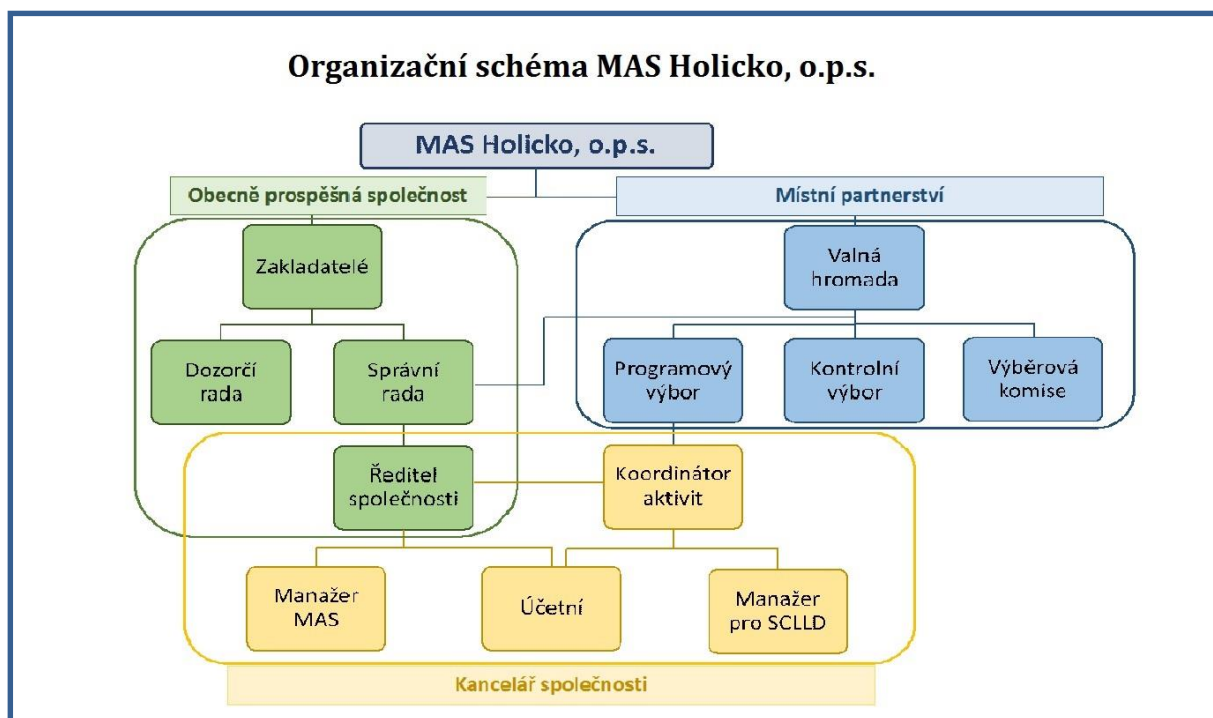 Organizační schéma MAS Holicko, o.p.s.
MAS Holicko, o.p.s.
Obecně prospěšná společnost
Místní partnerství
Zakladatelé
Valná
hromada
Dozorčí
rada
Správní
rada
Programový
výbor
Kontrolní
výbor
Výběrová
komise
Ředitel
společnosti
Koordinátor
aktivit
Manažer
MAS
Účetní
Manažer
pro SCLLD
Kancelář společnosti